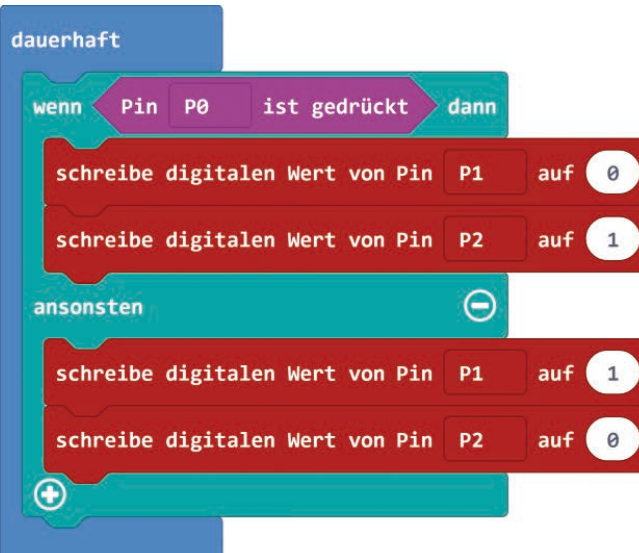 dauerhaft
wenn Pin P0 ist gedrückt dann
schreibe digitalen Wert von Pin P1 auf 0
schreibe digitalen Wert von Pin P2 auf 1
ansonsten
schreibe digitalen Wert von Pin P1 auf 1
schreibe digitalen Wert von Pin P2 auf 0